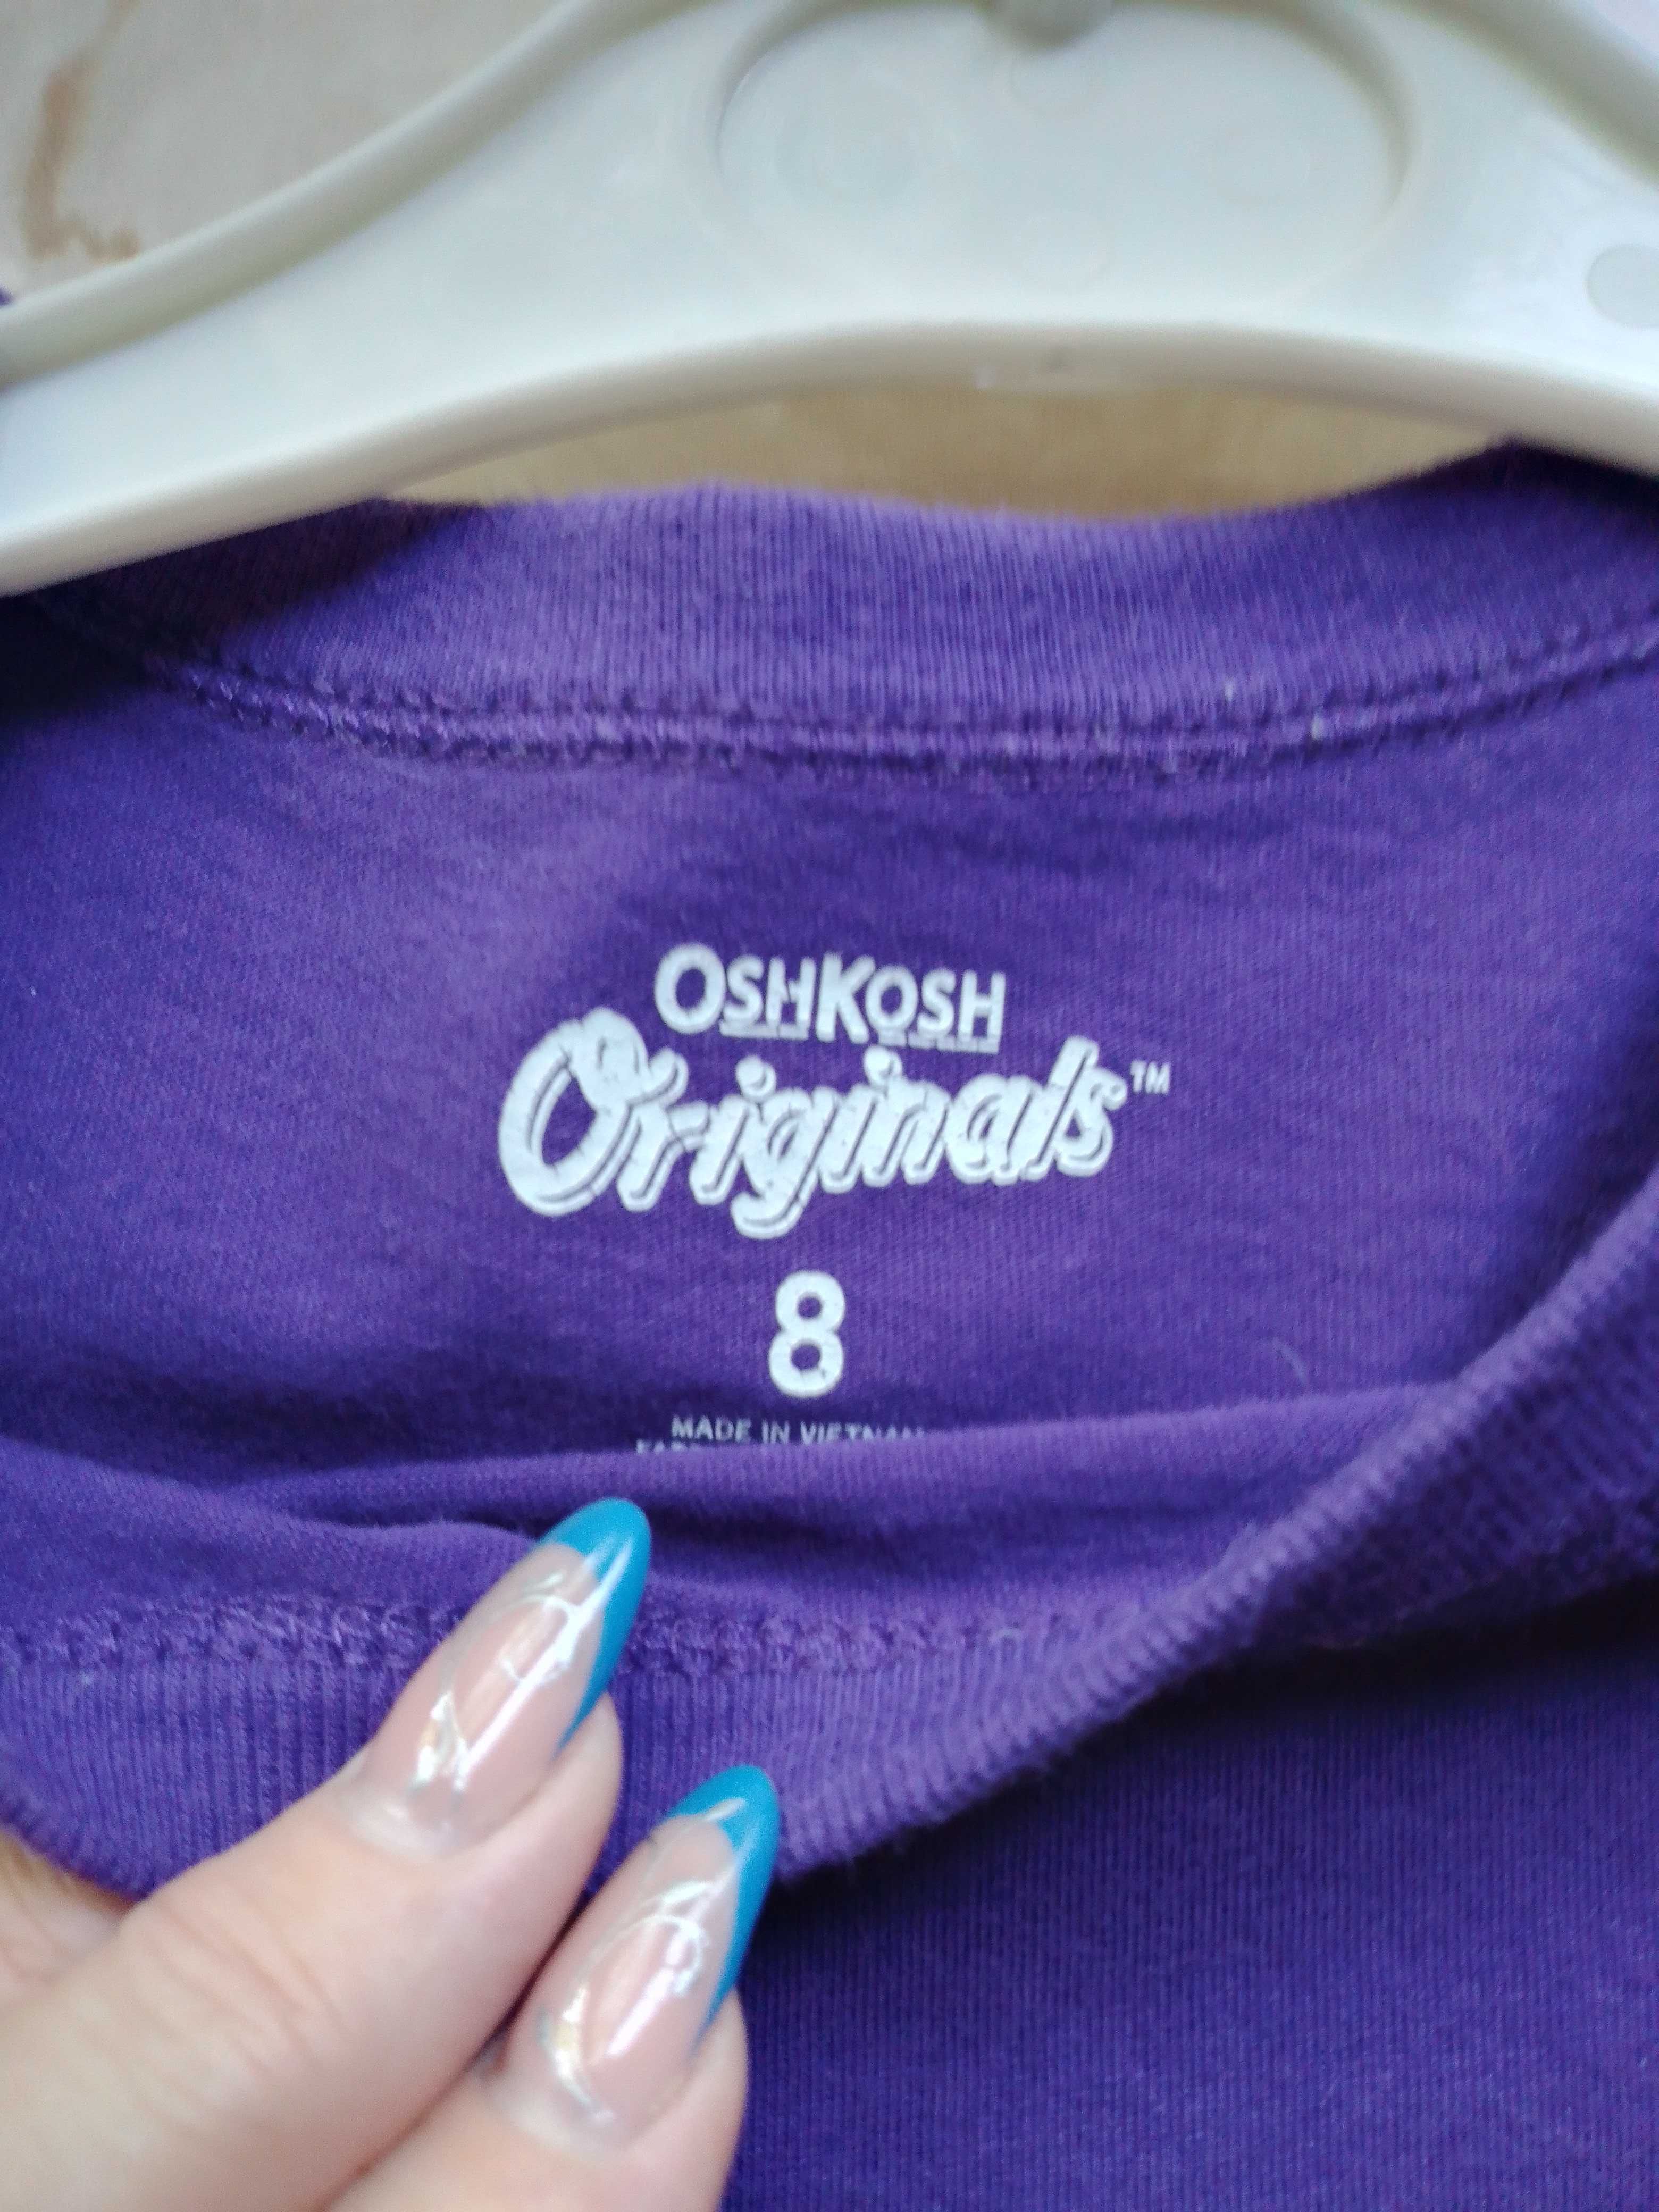 OSHKOSH
Originals™
8
MADE IN VIETNAM